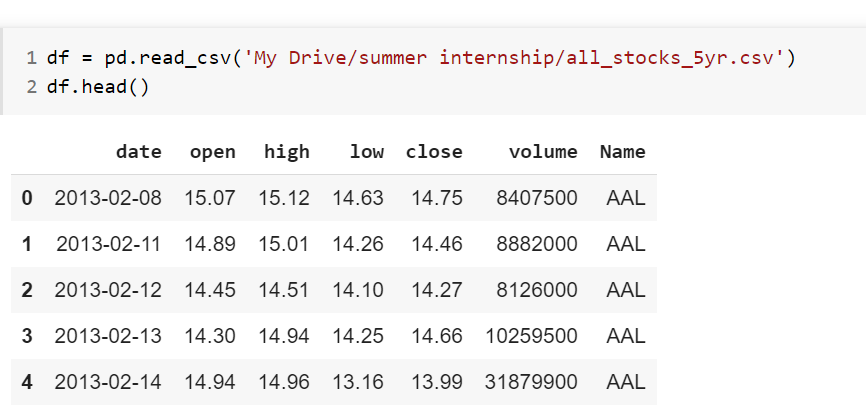 1 df = pd.read_csv('My Drive/summer internship/all_stocks_5yr.csv')
2 df.head()
date open high low close volume Name
0 2013-02-08 15.07 15.12 14.63 14.75 8407500 AAL
1 2013-02-11 14.89 15.01 14.26 14.46 8882000 AAL
2 2013-02-12 14.45 14.51 14.10 14.27 8126000 AAL
3 2013-02-13 14.30 14.94 14.25 14.66 10259500 AAL
4 2013-02-14 14.94 14.96 13.16 13.99 31879900 AAL